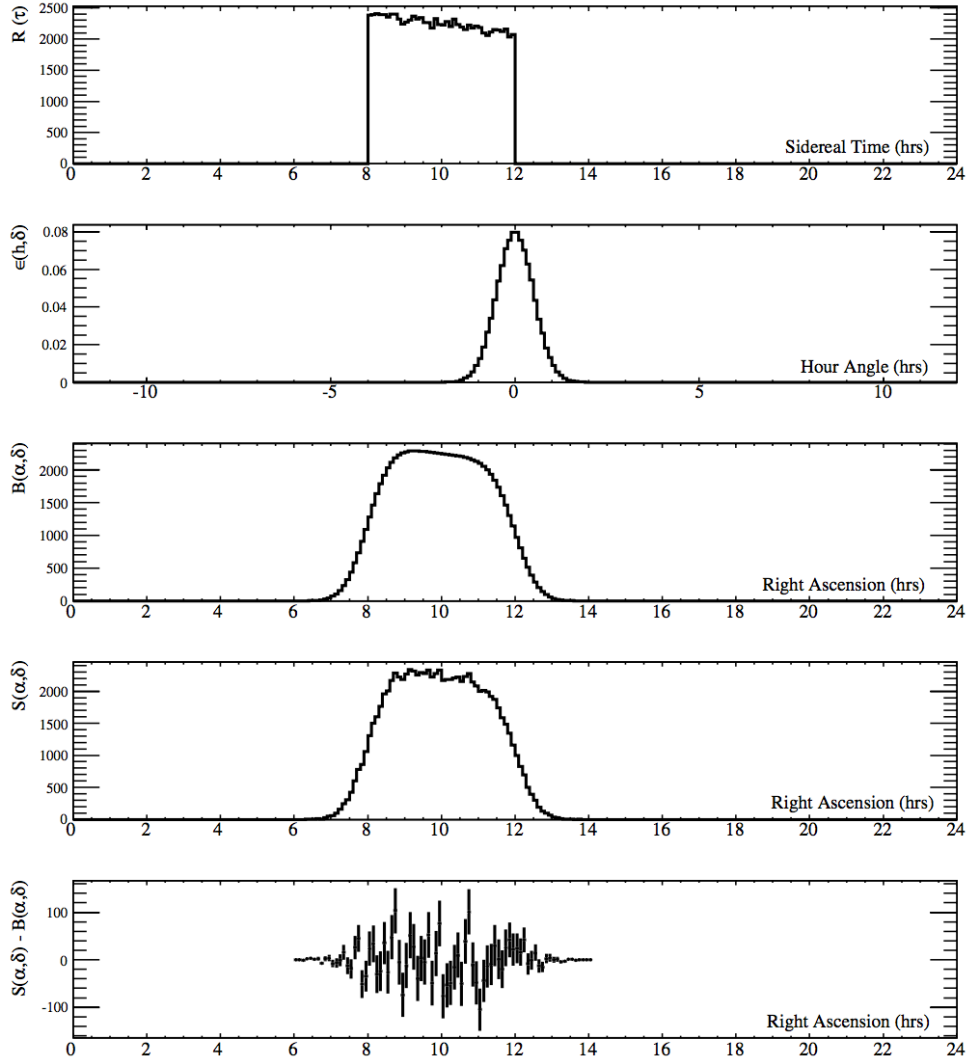 R (τ)
2500
2000
1500
1000
500
0
Sidereal Time (hrs)
0 2 4 6 8 10 12 14 16 18 20 22 24
ϵ(h,δ)
0.08
0.06
0.04
0.02
0
Hour Angle (hrs)
-10 -5 0 5 10
B(α,δ)
2000
1500
1000
500
0
Right Ascension (hrs)
0 2 4 6 8 10 12 14 16 18 20 22 24
S(α,δ)
2000
1500
1000
500
0
Right Ascension (hrs)
0 2 4 6 8 10 12 14 16 18 20 22 24
S(α,δ) - B(α,δ)
100
0
-100
Right Ascension (hrs)
0 2 4 6 8 10 12 14 16 18 20 22 24